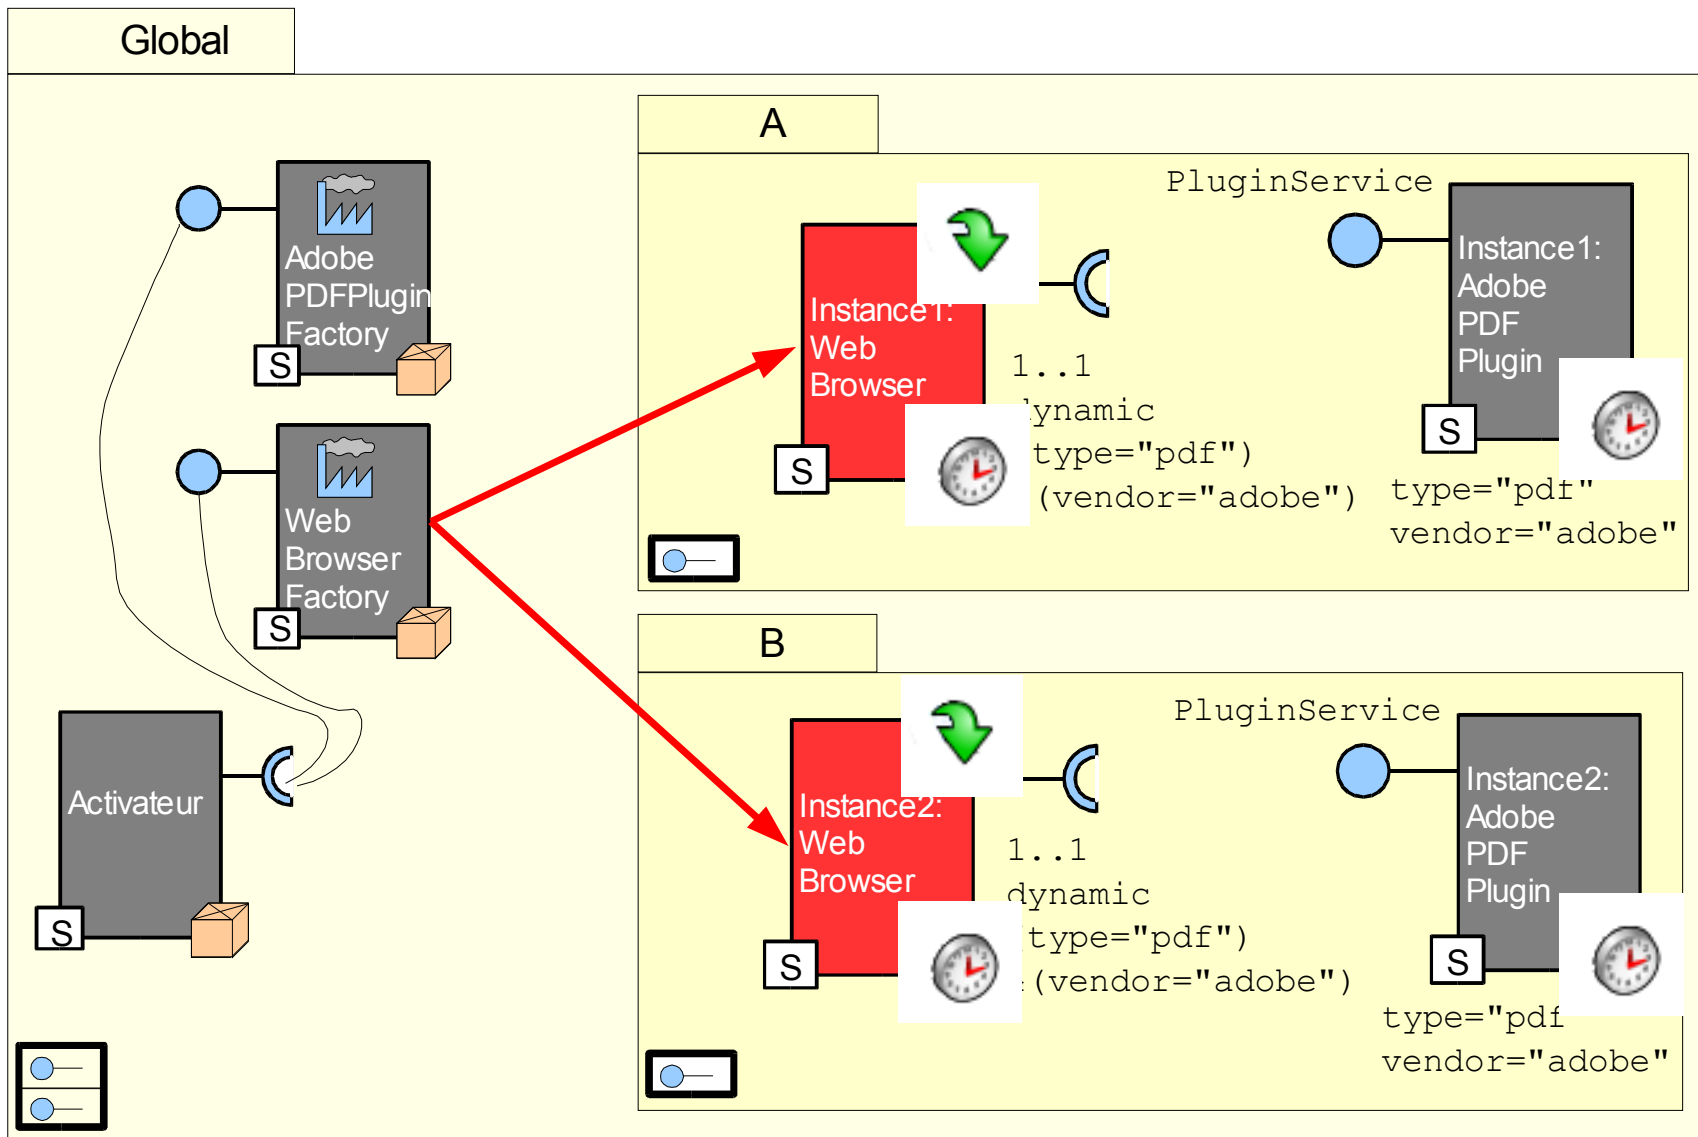 Global
Adobe
PDFPlugin
Factory
S
Web
Browser
Factory
S
Activateur
S
A
Instance1:
Web
Browser
S
1..1
dynamic
type="pdf")
(vendor="adobe")
PluginService
Instance1:
Adobe
PDF
Plugin
S
type="pdf"
vendor="adobe"
B
Instance2:
Web
Browser
S
1..1
dynamic
(type="pdf")
(vendor="adobe")
PluginService
Instance2:
Adobe
PDF
Plugin
S
type="pdf
vendor="adobe"